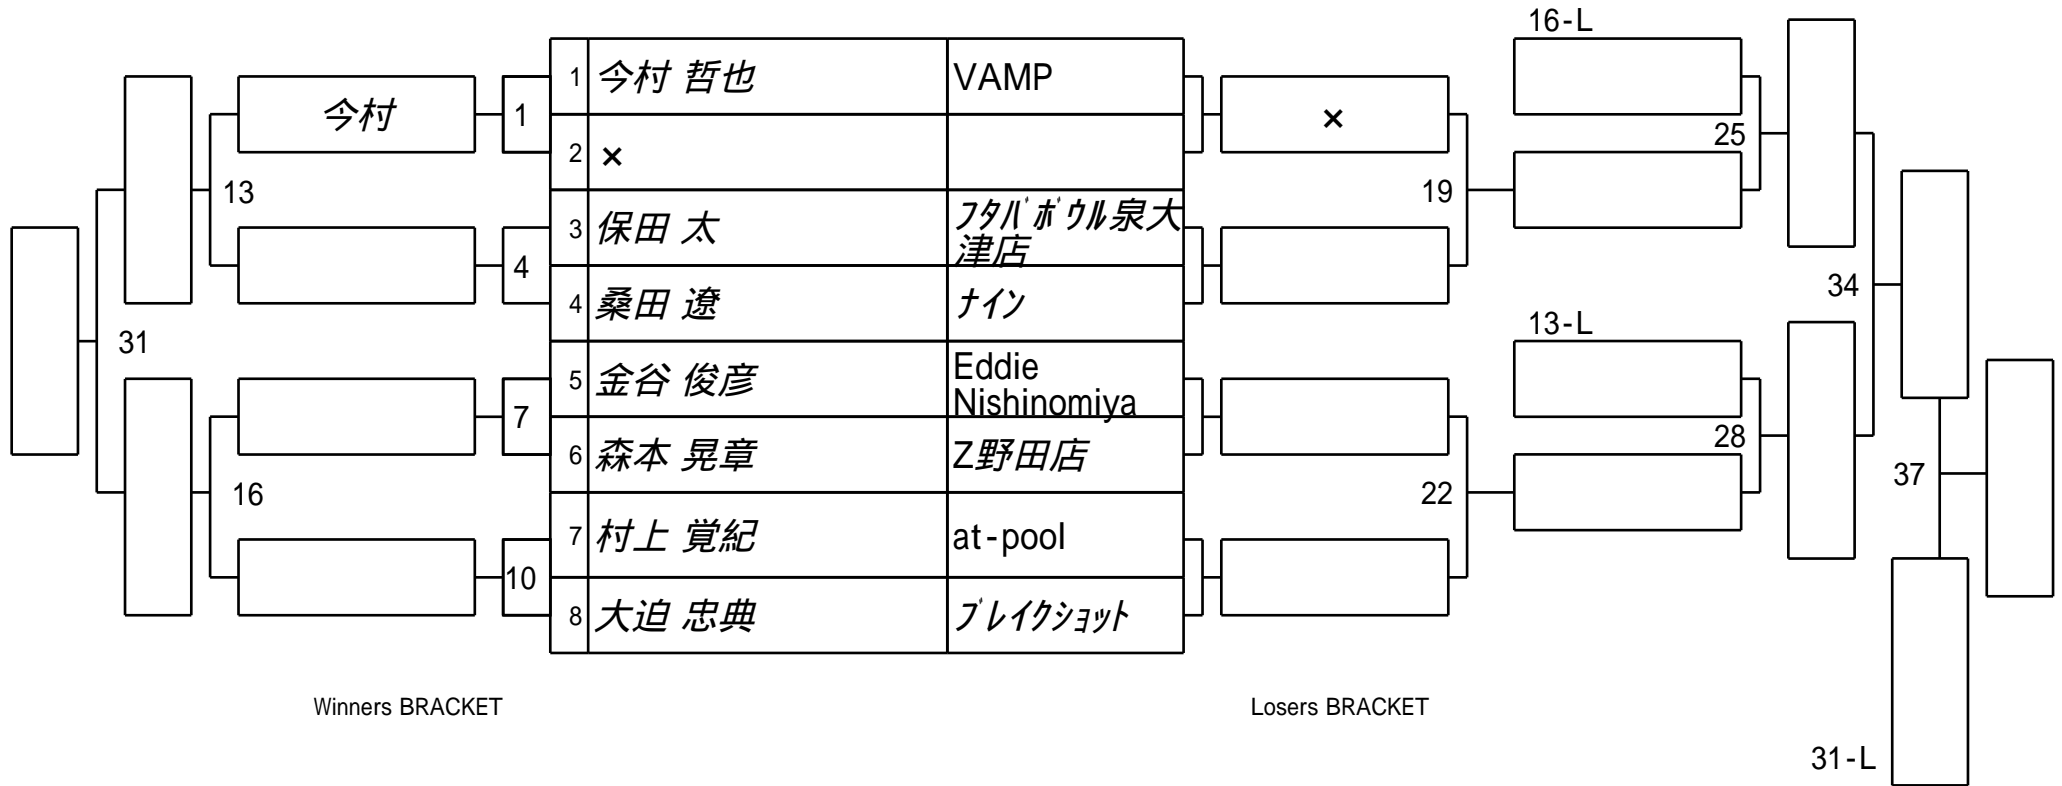 16-L
1 今村 哲也 VAMP
今村 1 ×
2 × 25
13 19
3 保田 太 ﾌﾀﾊﾞﾎﾞｳﾙ泉大
津店
4
4 桑田 遼 ﾅｲﾝ 34
31 13-L
5 金谷 俊彦 Eddie
Nishinomiya
7 28
6 森本 晃章 Z野田店 37
16 22
7 村上 覚紀 at-pool
10
8 大迫 忠典 ﾌﾞﾚｲｸｼｮｯﾄ
Winners BRACKET Losers BRACKET
31-L